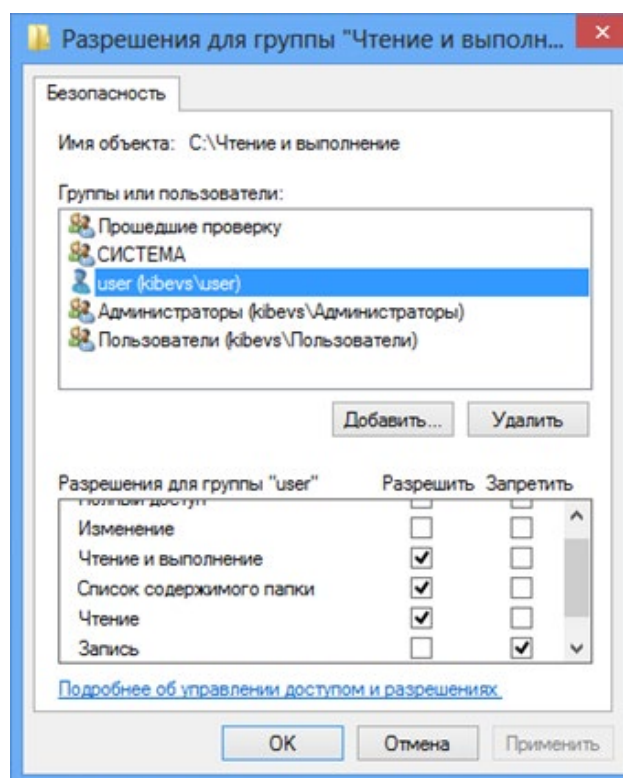 Разрешения для группы "Чтение и выполн...
Безопасность
Имя объекта: C:\Чтение и выполнение
Группы или пользователи:
Прошедшие проверку
СИСТЕМА
user (kibevs\user)
Администраторы (kibevs\Администраторы)
Пользователи (kibevs\Пользователи)
Добавить... Удалить
Разрешения для группы "user" Разрешить Запретить
Полный доступ
Изменение
Чтение и выполнение
Список содержимого папки
Чтение
Запись
Подробнее об управлении доступом и разрешениях
OK Отмена Применить